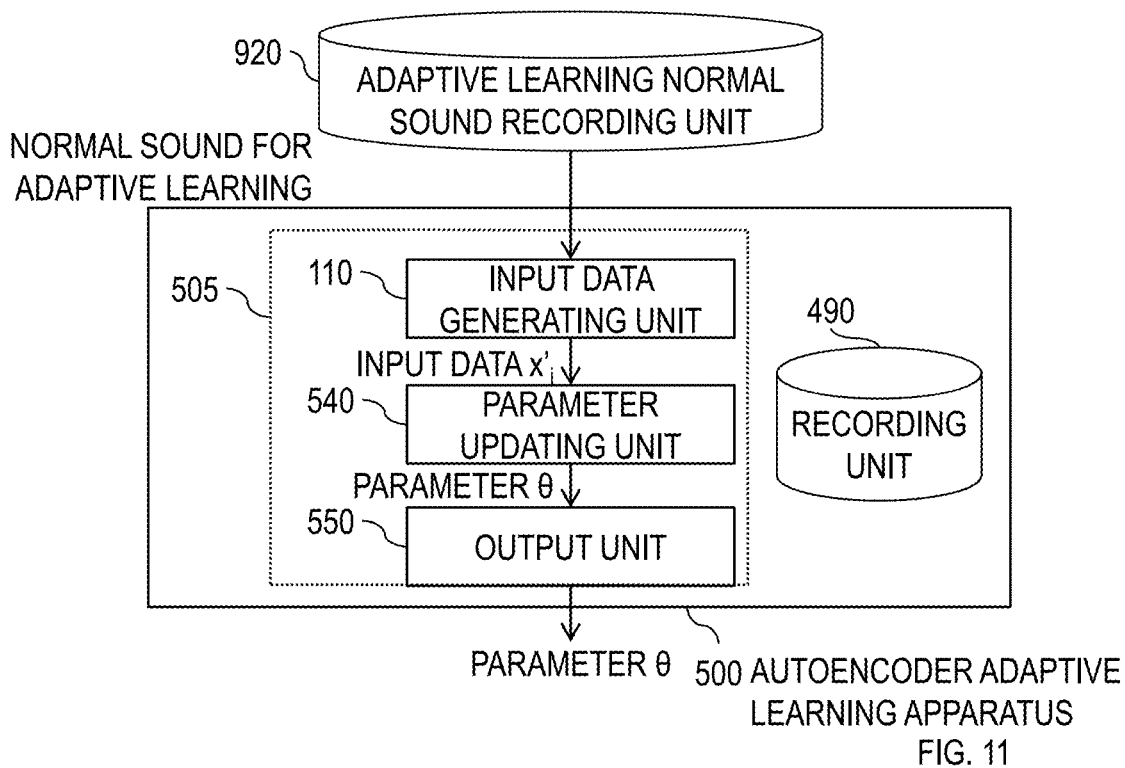 920
ADAPTIVE LEARNING NORMAL
SOUND RECORDING UNIT
NORMAL SOUND FOR
ADAPTIVE LEARNING
505
110
INPUT DATA
GENERATING UNIT
490
INPUT DATA x'i
540
PARAMETER
UPDATING UNIT
RECORDING
UNIT
PARAMETER θ
550
OUTPUT UNIT
PARAMETER θ
500 AUTOENCODER ADAPTIVE
LEARNING APPARATUS
FIG. 11